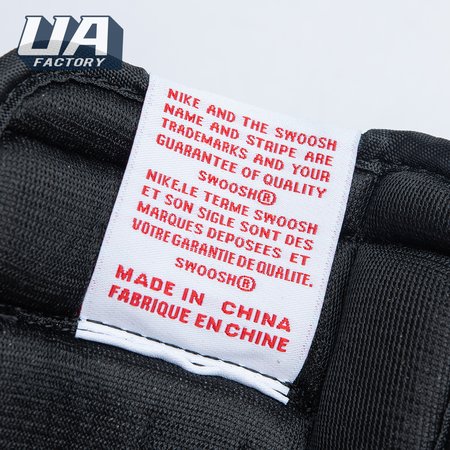 UA
FACTORY
NIKE AND THE SWOOSH
NAME AND STRIPE ARE
TRADEMARKS AND YOUR
GUARANTEE OF QUALITY
SWOOSH®
NIKE.LE TERME SWOOSH
ET SON SIGLE SONT DES
MARQUES DEPOSEES ET
VOTRE GARANTIE DE QUALITE.
SWOOSH®
MADE IN CHINA
FABRIQUE EN CHINE